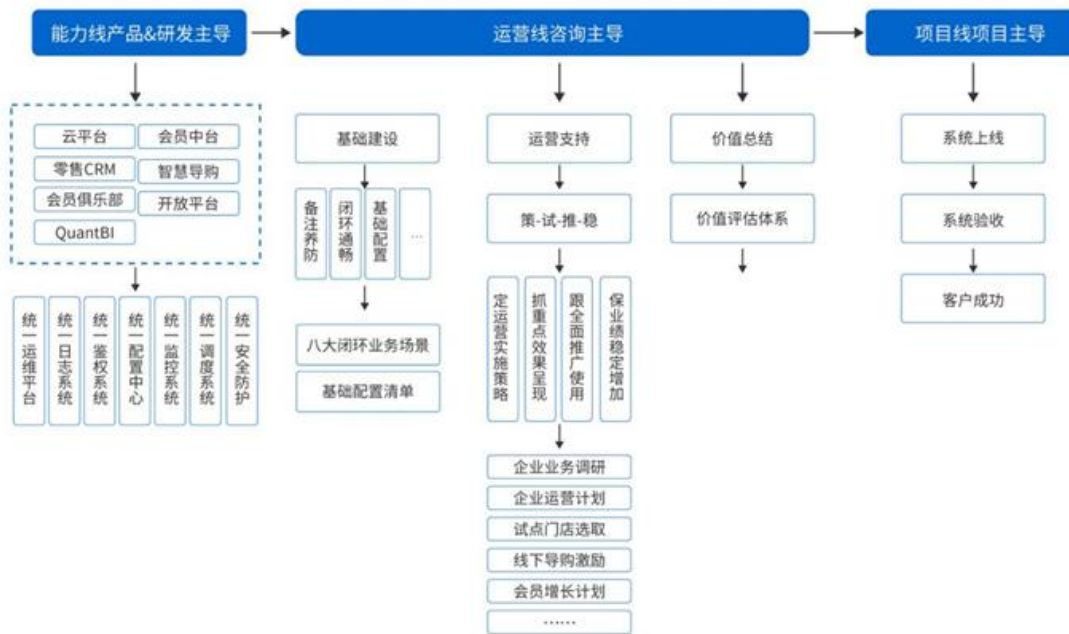 能力线产品&研发主导
运营线咨询主导
项目线项目主导
云平台
会员中台
零售CRM
智慧导购
会员俱乐部
开放平台
QuantBI
统一运维平台
统一日志系统
统一鉴权系统
统一配置中心
统一监控系统
统一调度系统
统一安全防护
基础建设
备注养防
闭环通畅
基础配置
...
八大闭环业务场景
基础配置清单
运营支持
策-试-推-稳
定运营实施策略
抓重点效果呈现
跟全面推广使用
保业绩稳定增加
企业业务调研
企业运营计划
试点门店选取
线下导购激励
会员增长计划
……
价值总结
价值评估体系
系统上线
系统验收
客户成功